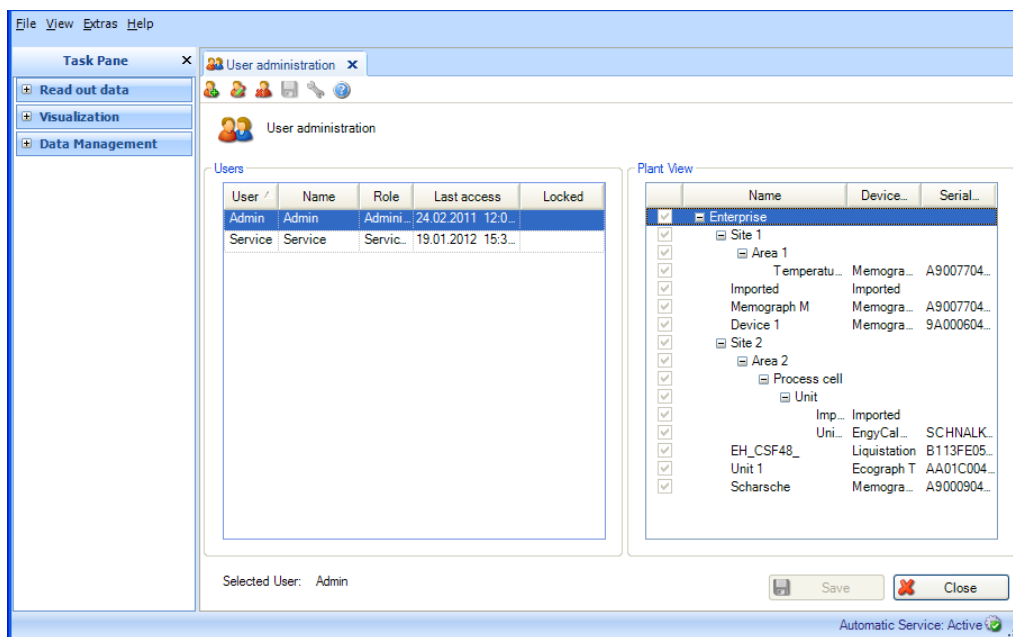 File View Extras Help
Task Pane
User administration
Read out data
Visualization
Data Management
User administration
Users
User Name Role Last access Locked
Admin Admin Admini... 24.02.2011 12:0...
Service Service Servic... 19.01.2012 15:3...
Plant View
Name Device... Serial...
Enterprise
Site 1
Area 1
Temperatu... Memogra... A9007704...
Imported Imported
Memograph M Memogra... A9007704...
Device 1 Memogra... 9A000604...
Site 2
Area 2
Process cell
Unit
Imp... Imported
Uni... EngyCal... SCHNALK...
EH_CSF48_ Liquistation B113FE05...
Unit 1 Ecograph T AA01C004...
Scharsche Memogra... A9000904...
Selected User: Admin
Save Close
Automatic Service: Active